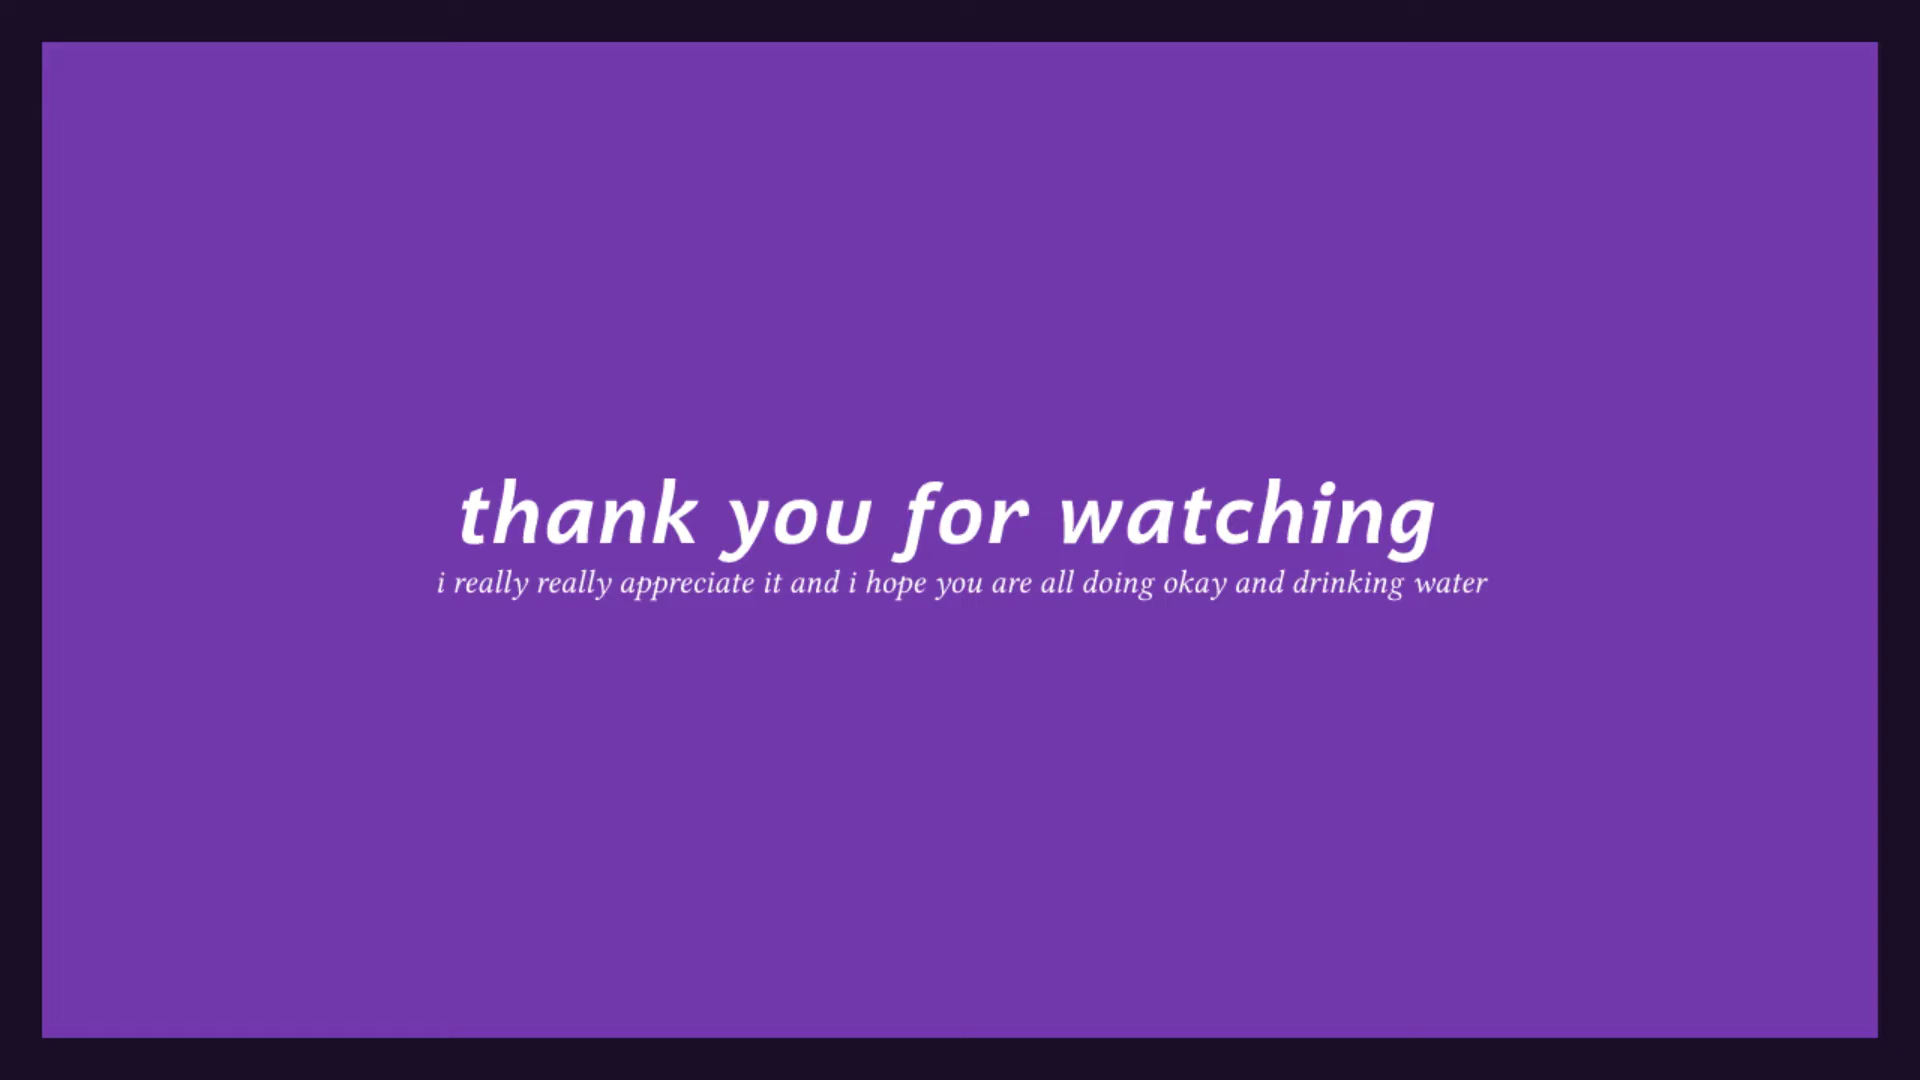 thank you for watching
i really really appreciate it and i hope you are all doing okay and drinking water